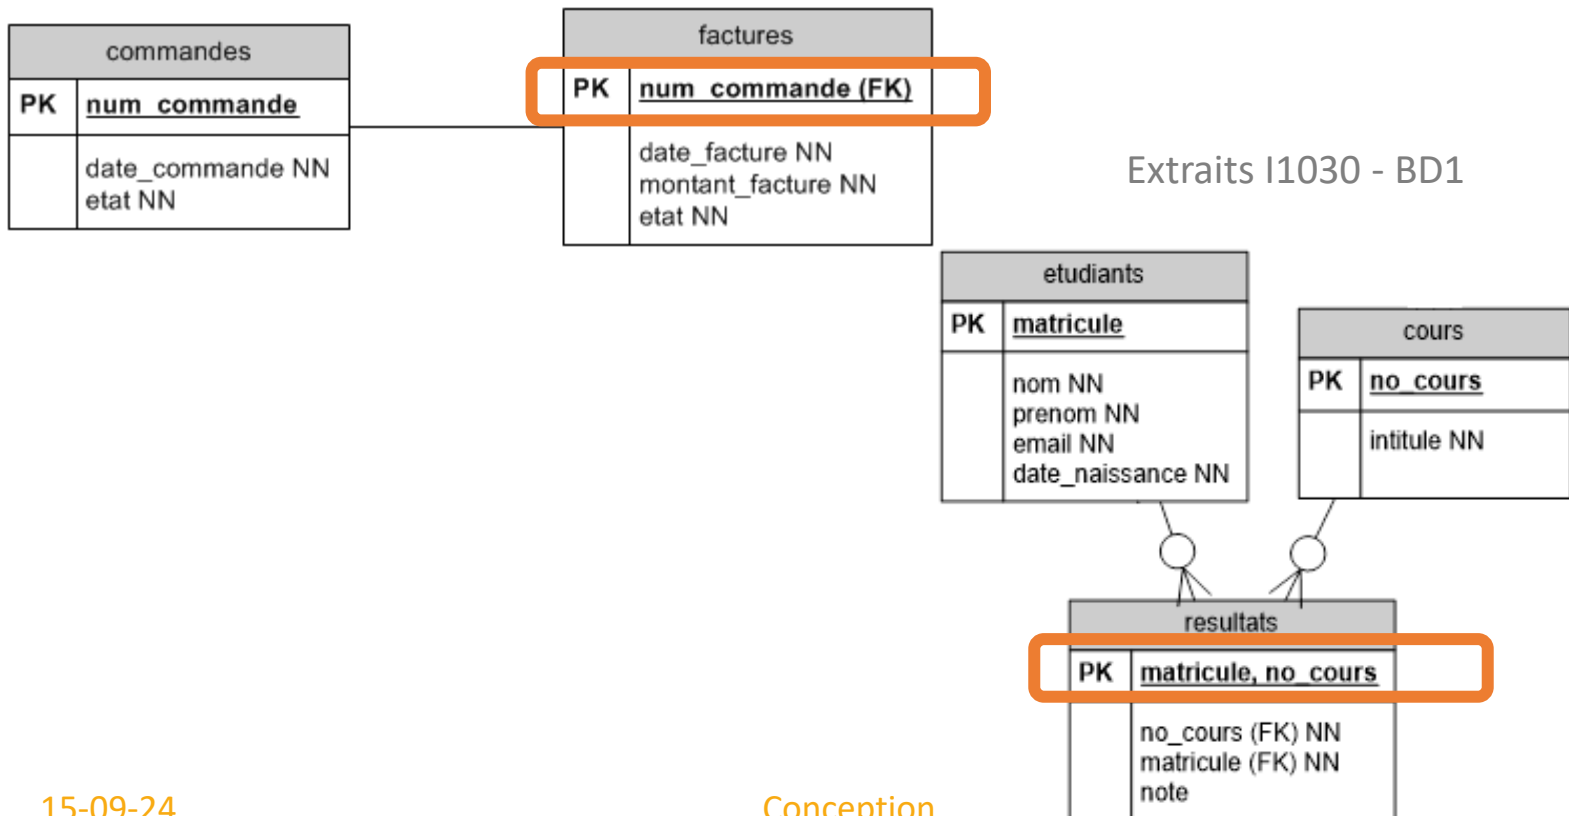 commandes
PK num_commande
date_commande NN
etat NN
factures
PK num_commande (FK)
date_facture NN
montant_facture NN
etat NN
Extraits I1030 - BD1
etudiants
PK matricule
nom NN
prenom NN
email NN
date_naissance NN
cours
PK no_cours
intitule NN
resultats
PK matricule, no_cours
no_cours (FK) NN
matricule (FK) NN
note
15-09-24
Conception